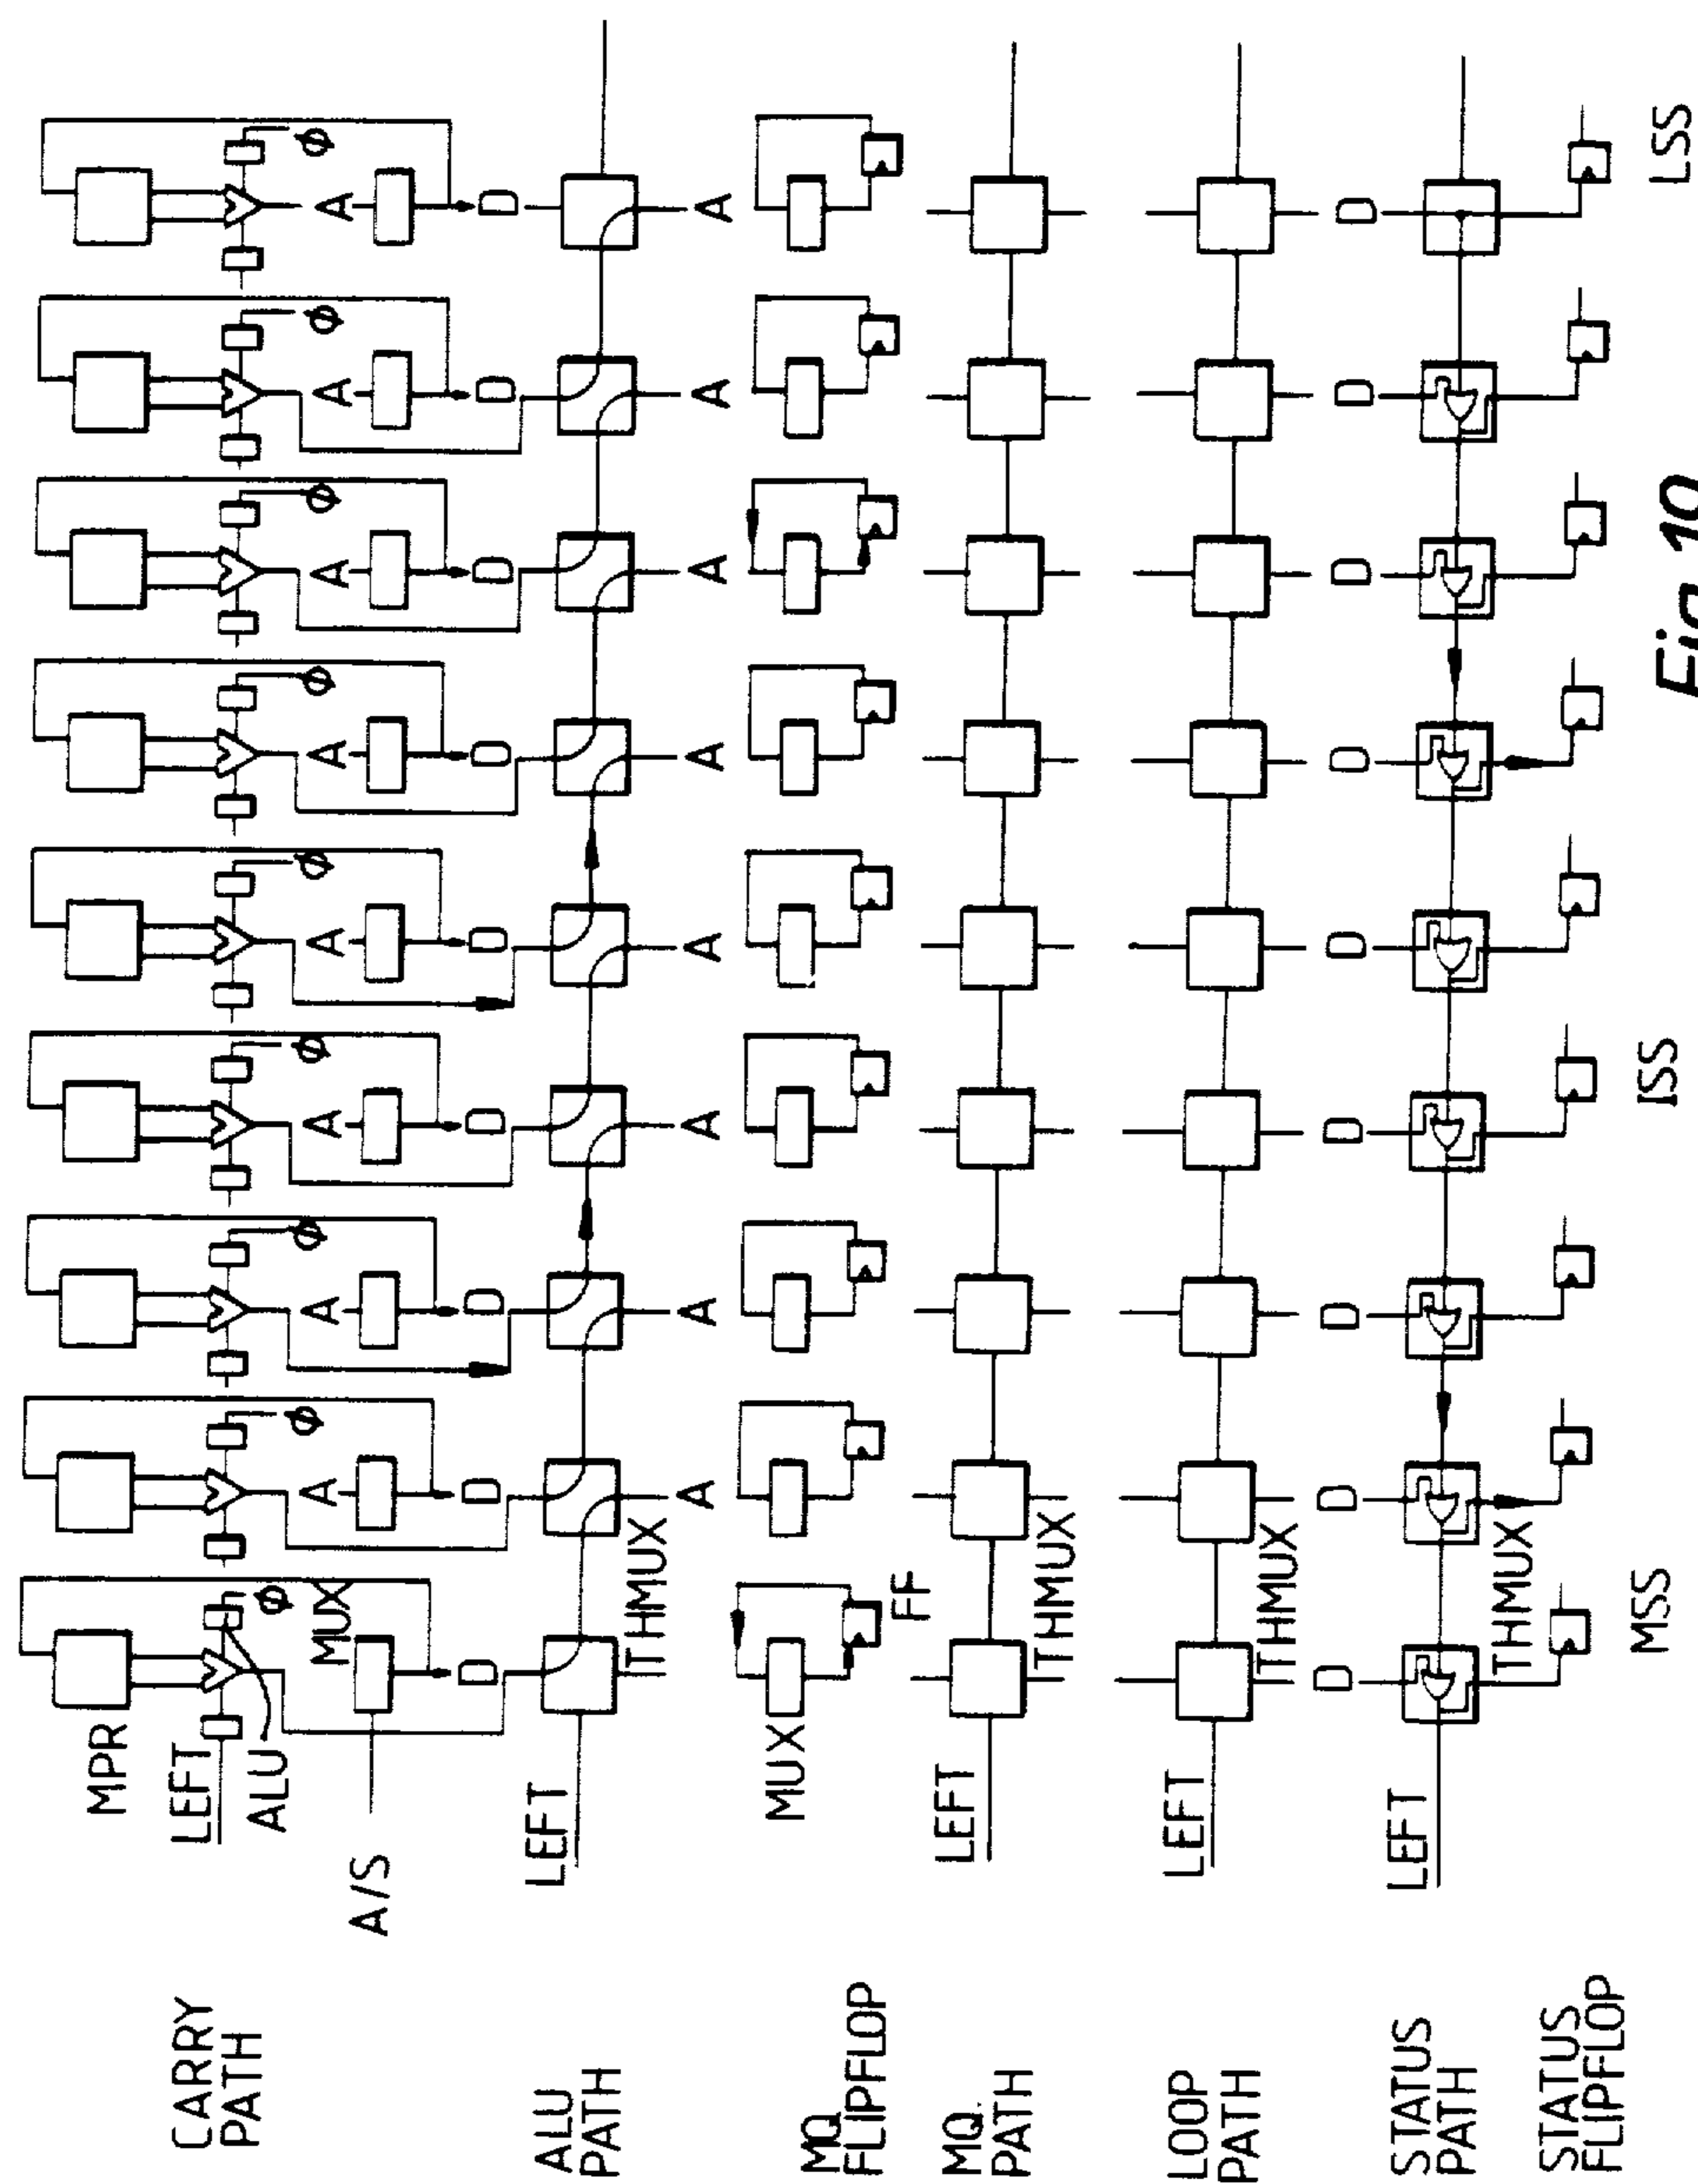 MPR
CARRY
PATH
LEFT
ALU
Ø Ø Ø Ø Ø Ø Ø Ø Ø
MUX A A A A A A A A
A/S
D D D D D D D D D
ALU
PATH
LEFT
THMUX A A A A A A A A
MQ
FLIPFLOP
MUX
FF
MQ
PATH
LEFT
THMUX
LOOP
PATH
LEFT
THMUX
D D D D D D D D D
STATUS
PATH
LEFT
THMUX
STATUS
FLIPFLOP
MSS ISS LSS
Fig.10